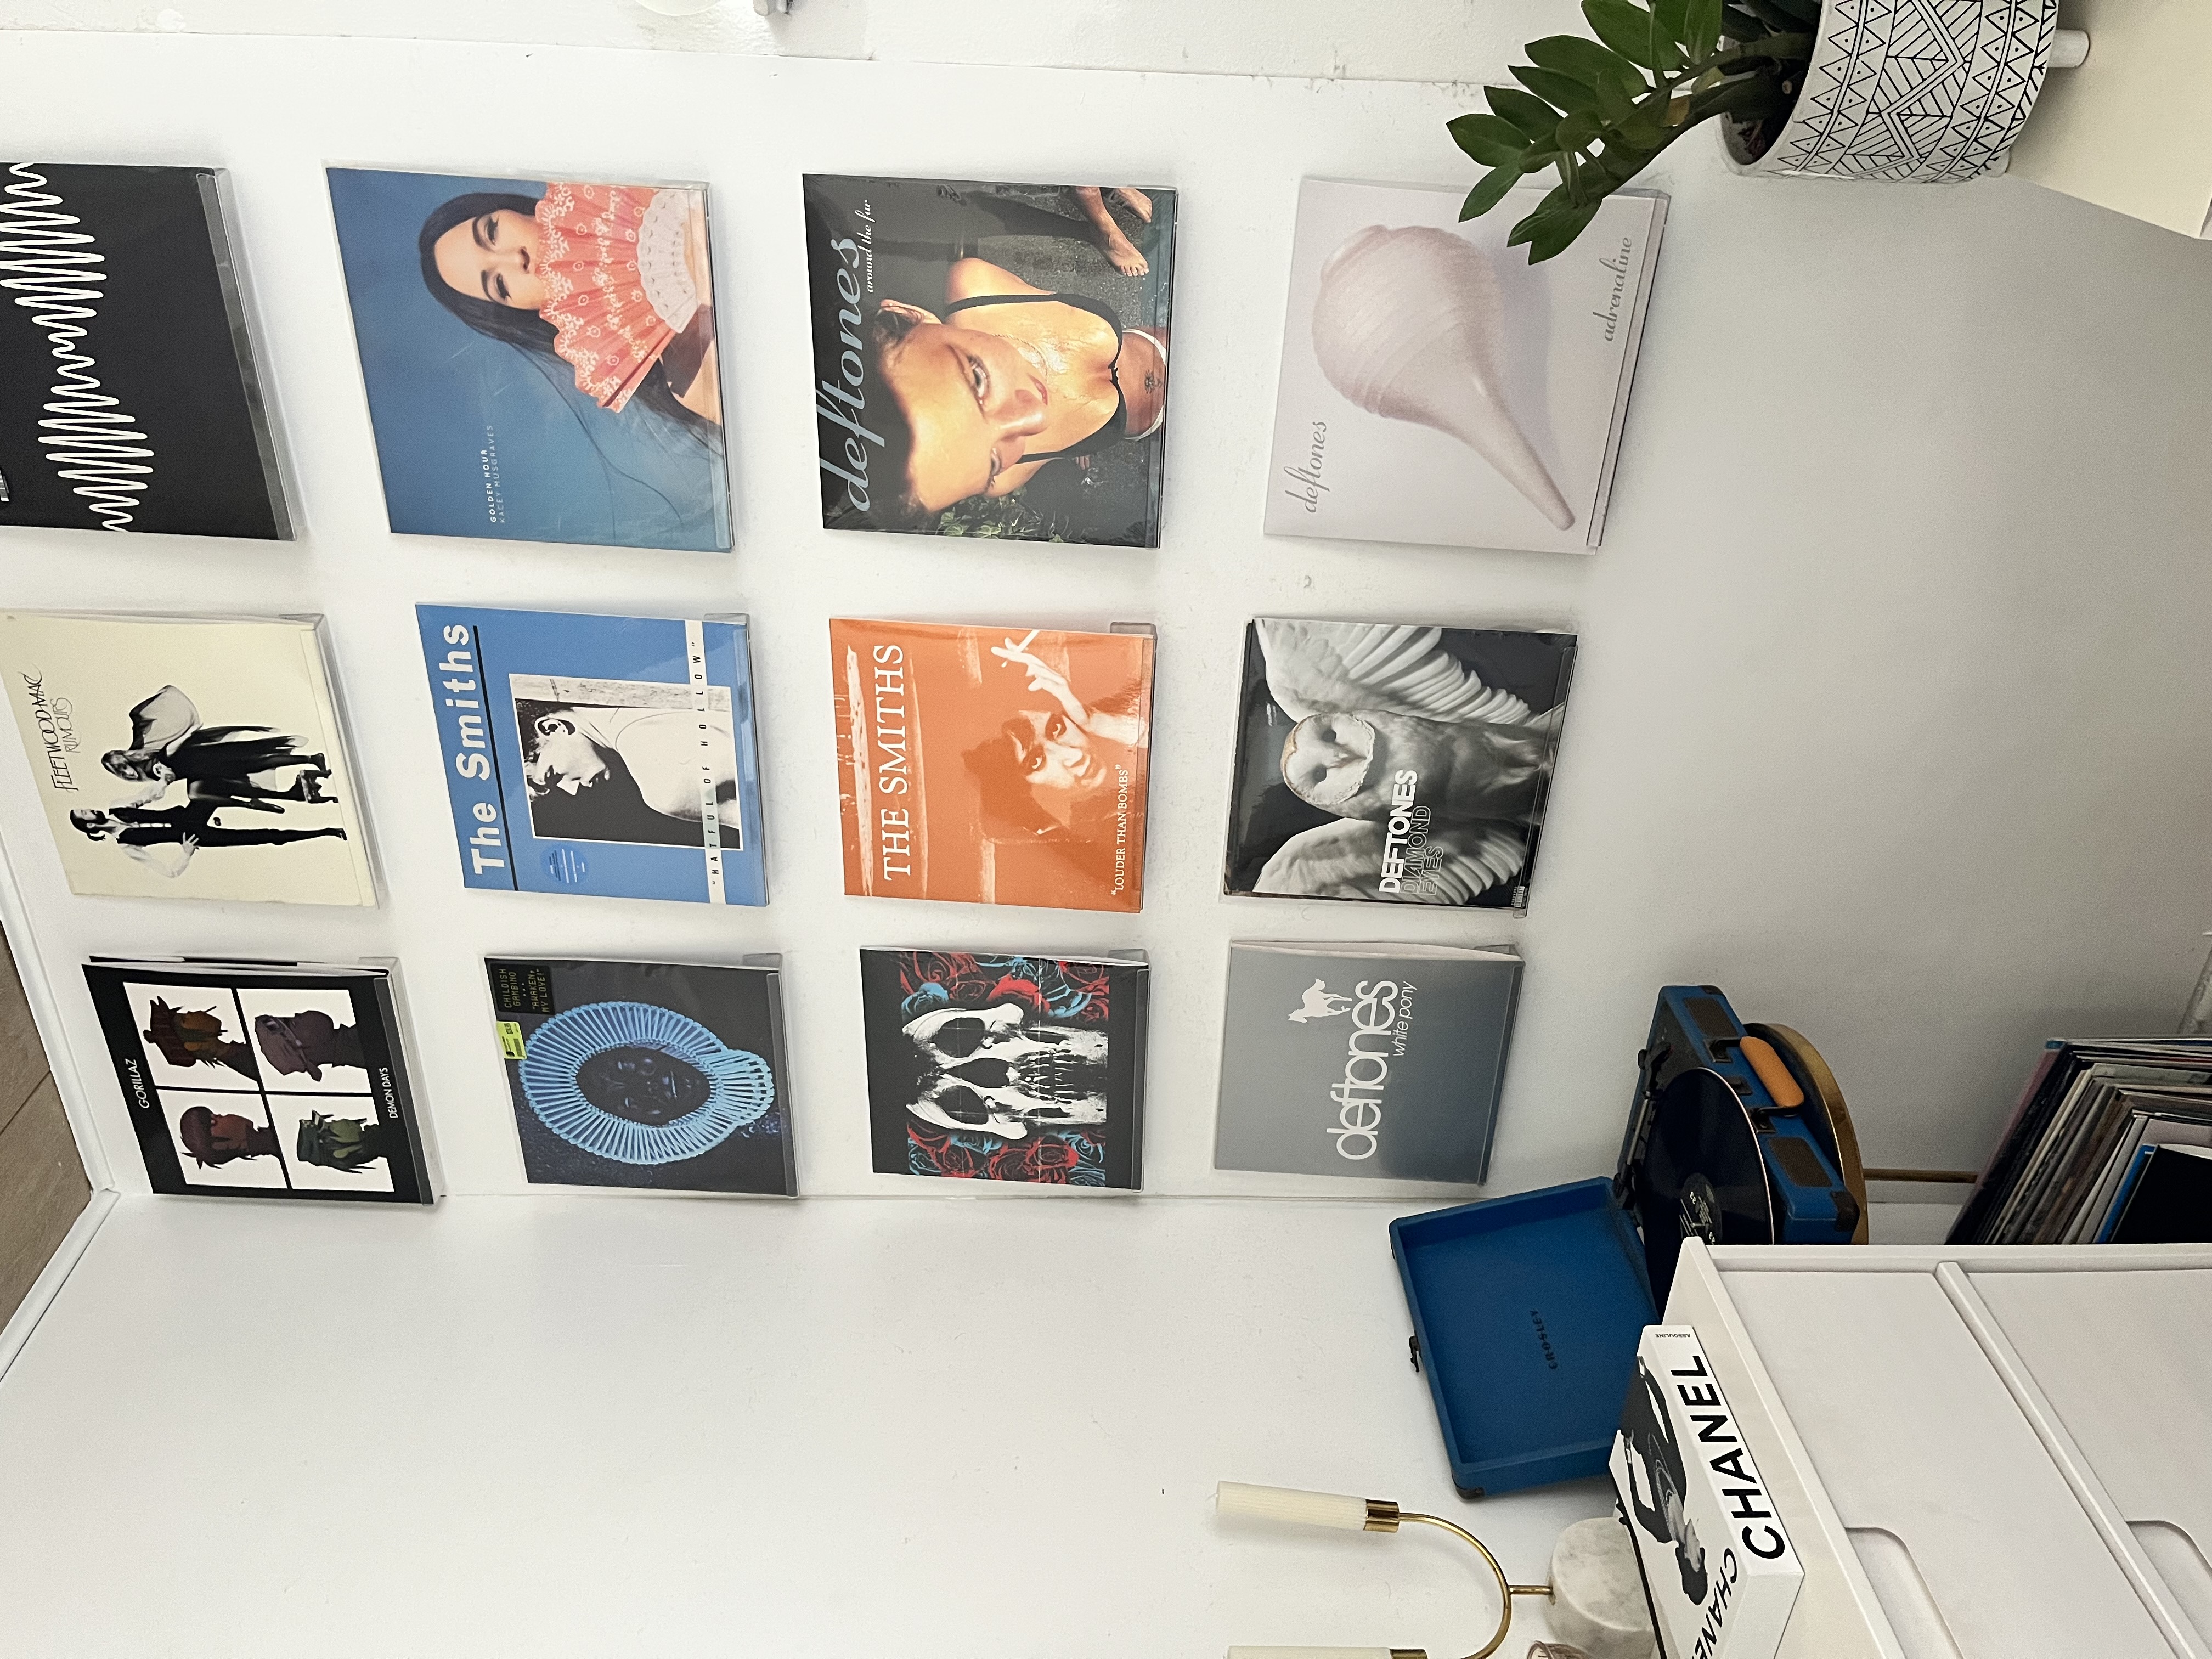 GORILLAZ
DEMON DAYS
FLEETWOOD MAC
RUMOURS
CHILDISH
GAMBINO
"AWAKEN,
MY LOVE!"
The Smiths
"HATFUL OF HOLLOW"
GOLDEN HOUR
KACEY MUSGRAVES
THE SMITHS
"LOUDER THAN BOMBS"
deftones
around the fur
deftones
white pony
DEFTONES
DIAMOND
EYES
deftones
adrenaline
CROSLEY
CHANEL
CHANEL
ASSOULINE
33